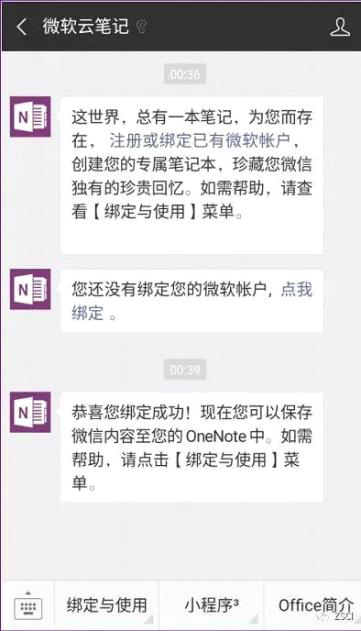 微软云笔记
00:36
N
这世界，总有一本笔记，为您而存
在， 注册或绑定已有微软帐户，
创建您的专属笔记本，珍藏您微信
独有的珍贵回忆。如需帮助，请查
看【绑定与使用】菜单。
N
您还没有绑定您的微软帐户, 点我
绑定 。
00:39
N
恭喜您绑定成功！现在您可以保存
微信内容至您的 OneNote 中。如需
帮助，请点击【绑定与使用】菜
单。
绑定与使用 小程序³ Office简介
ZSCI